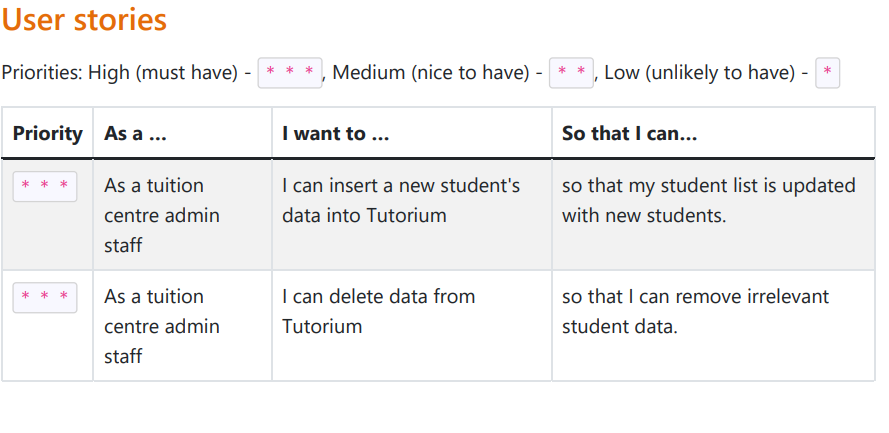 User stories
Priorities: High (must have) - * * *, Medium (nice to have) - * *, Low (unlikely to have) - *
Priority As a ... I want to ... So that I can...
* * * As a tuition I can insert a new student's so that my student list is updated
centre admin data into Tutorium with new students.
staff
* * * As a tuition I can delete data from so that I can remove irrelevant
centre admin Tutorium student data.
staff